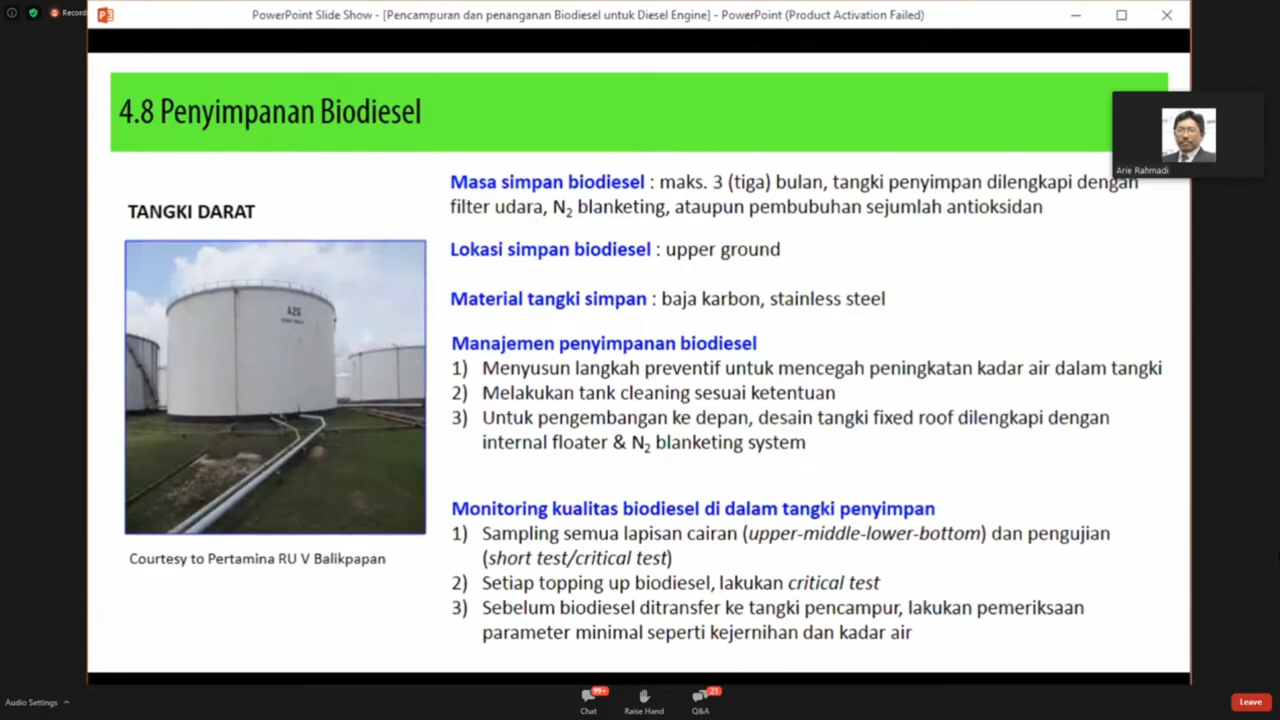 Record
PowerPoint Slide Show - [Pencampuran dan penanganan Biodiesel untuk Diesel Engine] - PowerPoint (Product Activation Failed)
4.8 Penyimpanan Biodiesel
Arie Rahmadi
TANGKI DARAT
A26
Courtesy to Pertamina RU V Balikpapan
Masa simpan biodiesel : maks. 3 (tiga) bulan, tangki penyimpan dilengkapi dengan
filter udara, N₂ blanketing, ataupun pembubuhan sejumlah antioksidan
Lokasi simpan biodiesel : upper ground
Material tangki simpan : baja karbon, stainless steel
Manajemen penyimpanan biodiesel
1) Menyusun langkah preventif untuk mencegah peningkatan kadar air dalam tangki
2) Melakukan tank cleaning sesuai ketentuan
3) Untuk pengembangan ke depan, desain tangki fixed roof dilengkapi dengan
internal floater & N₂ blanketing system
Monitoring kualitas biodiesel di dalam tangki penyimpan
1) Sampling semua lapisan cairan (upper-middle-lower-bottom) dan pengujian
(short test/critical test)
2) Setiap topping up biodiesel, lakukan critical test
3) Sebelum biodiesel ditransfer ke tangki pencampur, lakukan pemeriksaan
parameter minimal seperti kejernihan dan kadar air
Audio Settings
99+
Chat
Raise Hand
21
Q&A
Leave